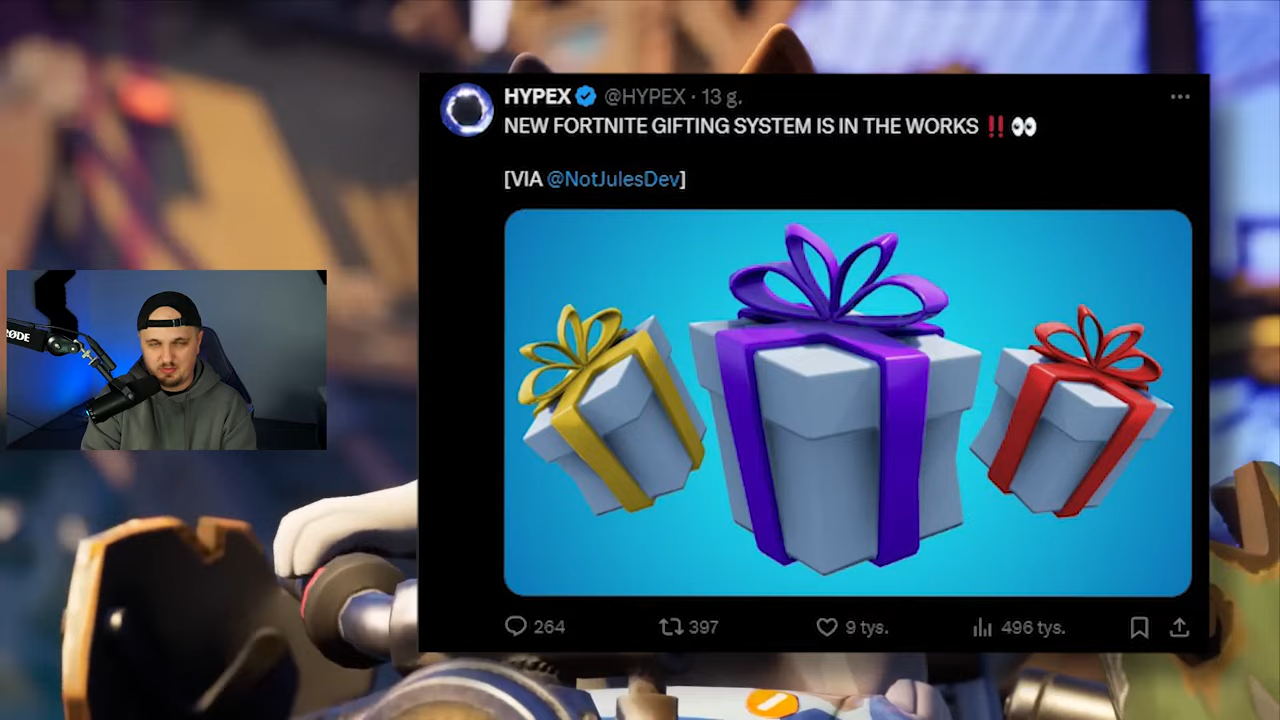 HYPEX @HYPEX · 13 g.
NEW FORTNITE GIFTING SYSTEM IS IN THE WORKS ‼️ 👀
[VIA @NotJulesDev]
RØDE
264 397 9 tys. 496 tys.